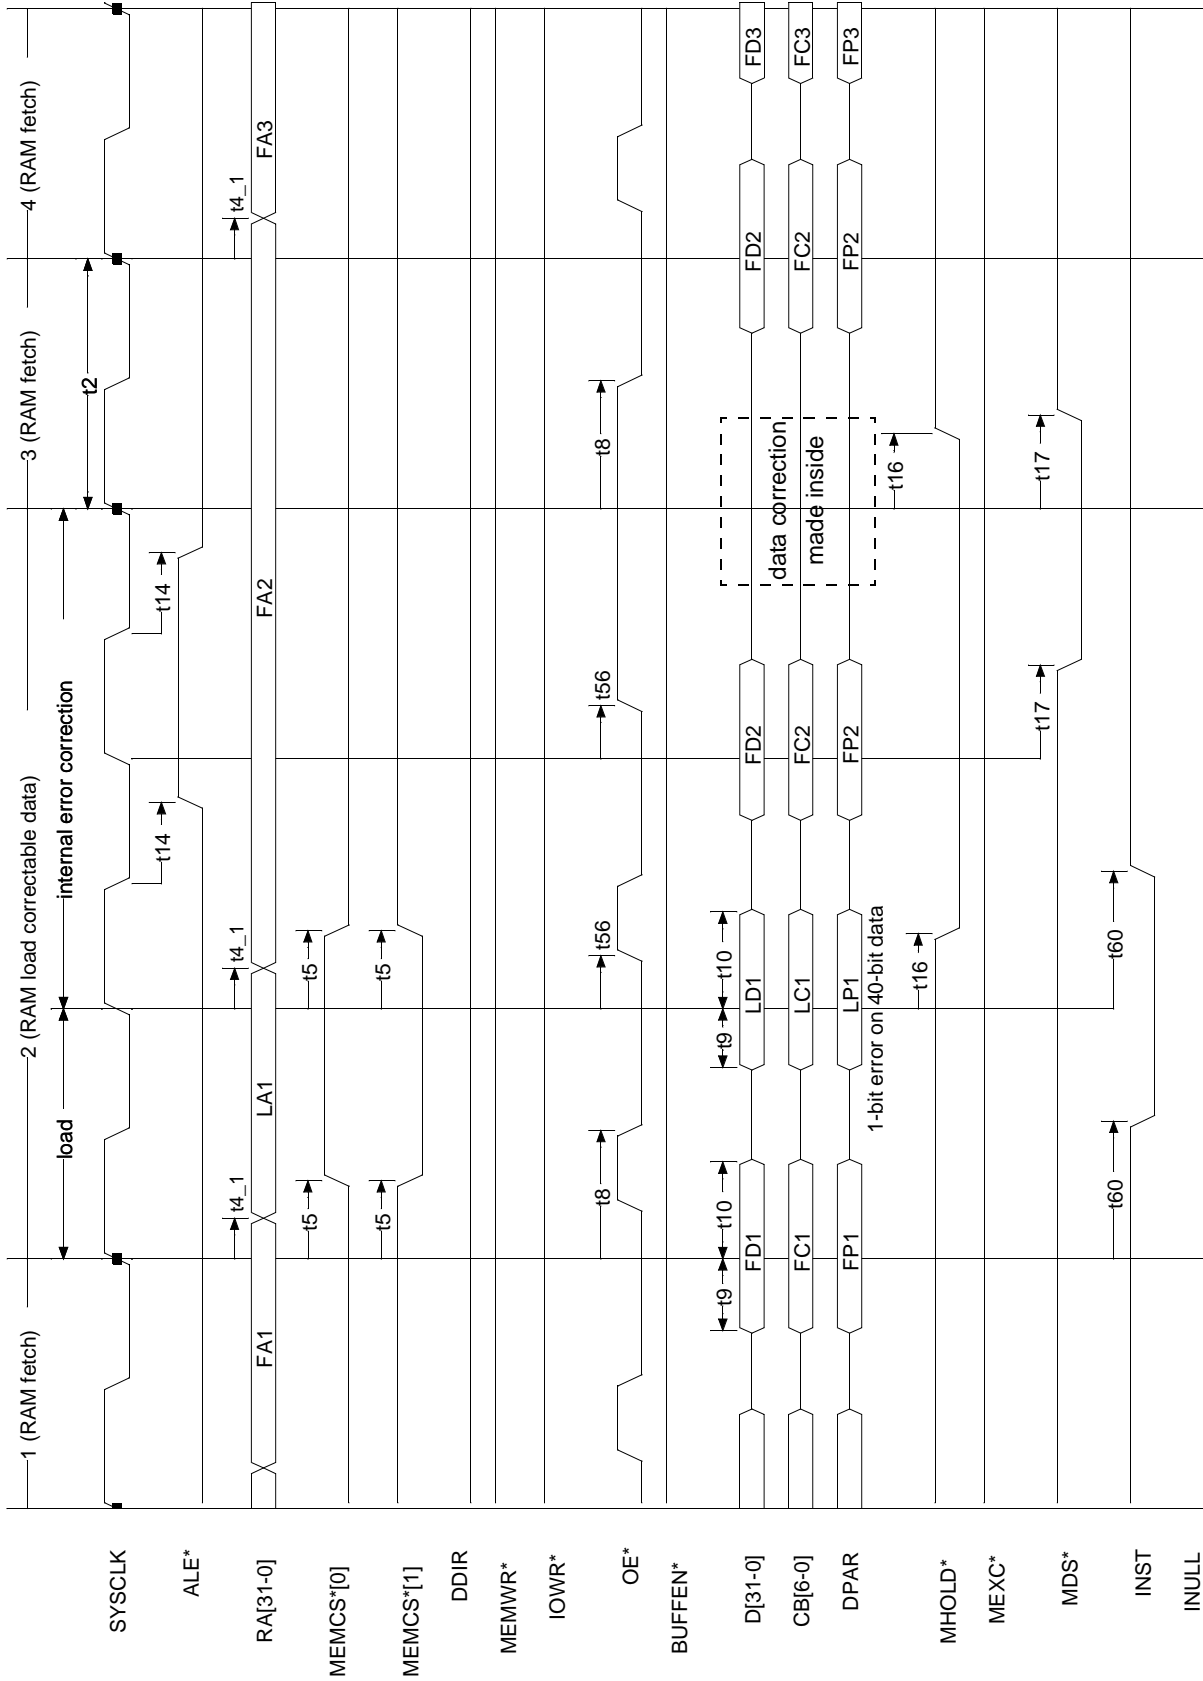 1 (RAM fetch)
2 (RAM load correctable data)
3 (RAM fetch)
4 (RAM fetch)
load
internal error correction
t2
SYSCLK
t14
t14
ALE*
t4_1
t4_1
t4_1
RA[31-0]
FA1
LA1
FA2
FA3
t5
t5
MEMCS*[0]
t5
t5
MEMCS*[1]
DDIR
MEMWR*
IOWR*
t8
t56
t56
t8
OE*
BUFFEN*
t9
t10
t9
t10
D[31-0]
FD1
LD1
FD2
FD2
FD3
data correction
made inside
CB[6-0]
FC1
LC1
FC2
FC2
FC3
DPAR
FP1
LP1
FP2
FP2
FP3
1-bit error on 40-bit data
t16
t16
MHOLD*
MEXC*
t17
t17
MDS*
t60
t60
INST
INULL